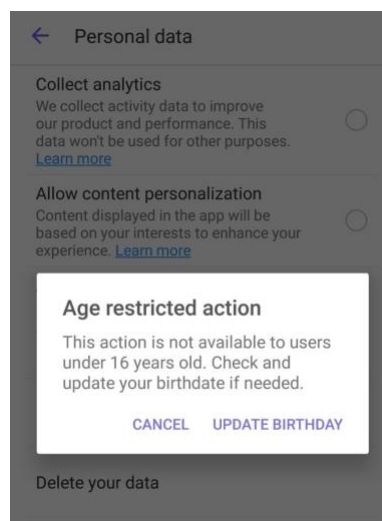 Personal data
Collect analytics
We collect activity data to improve
our product and performance. This
data won't be used for other purposes.
Learn more
Allow content personalization
Content displayed in the app will be
based on your interests to enhance your
experience. Learn more
Age restricted action
This action is not available to users
under 16 years old. Check and
update your birthdate if needed.
CANCEL UPDATE BIRTHDAY
Delete your data